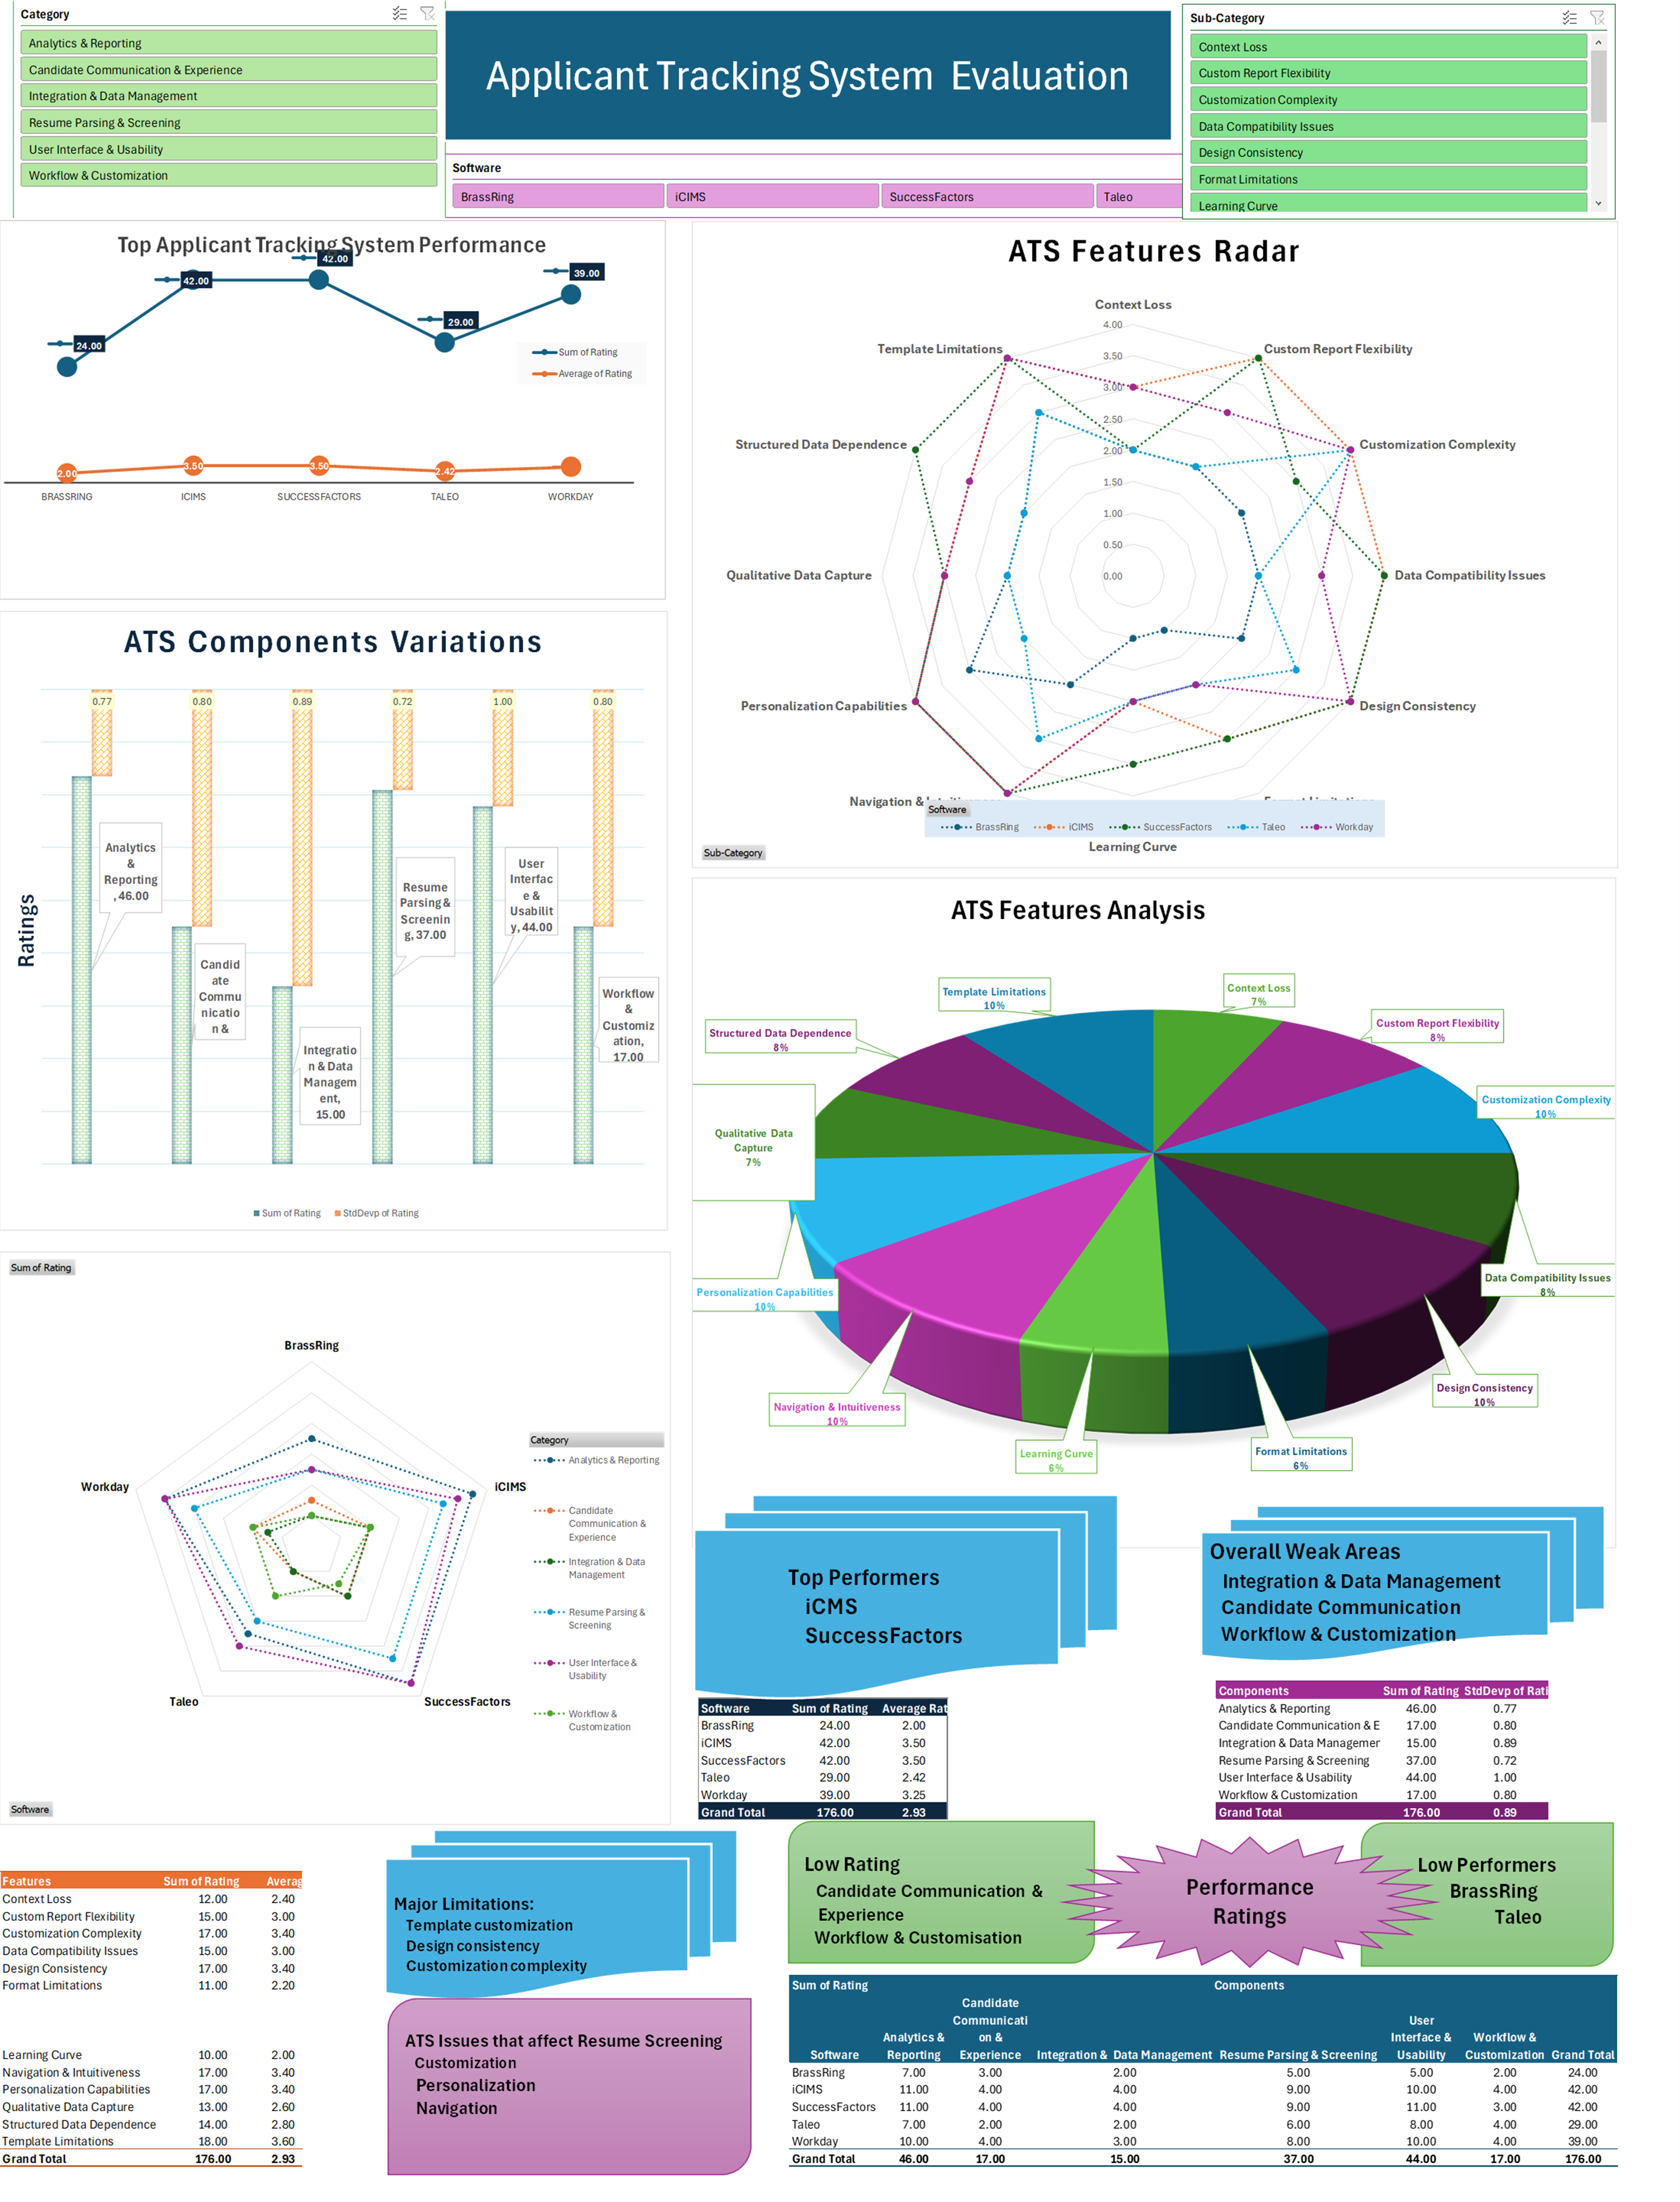 Category
Analytics & Reporting
Candidate Communication & Experience
Integration & Data Management
Resume Parsing & Screening
User Interface & Usability
Workflow & Customization
Applicant Tracking System Evaluation
Software
BrassRing
iCIMS
SuccessFactors
Taleo
Sub-Category
Context Loss
Custom Report Flexibility
Customization Complexity
Data Compatibility Issues
Design Consistency
Format Limitations
Learning Curve
Top Applicant Tracking System Performance
24.00
42.00
42.00
29.00
39.00
Sum of Rating
Average of Rating
2.00
3.50
3.50
2.42
BRASSRING
ICIMS
SUCCESSFACTORS
TALEO
WORKDAY
ATS Features Radar
Context Loss
Custom Report Flexibility
Customization Complexity
Data Compatibility Issues
Design Consistency
Learning Curve
Navigation &
Personalization Capabilities
Qualitative Data Capture
Structured Data Dependence
Template Limitations
4.00
3.50
3.00
2.50
2.00
1.50
1.00
0.50
0.00
Software
BrassRing
iCIMS
SuccessFactors
Taleo
Workday
Sub-Category
ATS Components Variations
Ratings
0.77
0.80
0.89
0.72
1.00
0.80
Analytics
&
Reporting
, 46.00
Candid
ate
Commu
nicatio
n &
Integratio
n & Data
Managem
ent,
15.00
Resume
Parsing &
Screenin
g, 37.00
User
Interfac
e &
Usabilit
y, 44.00
Workflow
&
Customiz
ation,
17.00
Sum of Rating
StdDevp of Rating
ATS Features Analysis
Context Loss
7%
Custom Report Flexibility
8%
Customization Complexity
10%
Data Compatibility Issues
8%
Design Consistency
10%
Format Limitations
6%
Learning Curve
6%
Navigation & Intuitiveness
10%
Personalization Capabilities
10%
Qualitative Data
Capture
7%
Structured Data Dependence
8%
Template Limitations
10%
Sum of Rating
BrassRing
iCIMS
SuccessFactors
Taleo
Workday
Category
Analytics & Reporting
Candidate
Communication &
Experience
Integration & Data
Management
Resume Parsing &
Screening
User Interface &
Usability
Workflow &
Customization
Software
Top Performers
iCMS
SuccessFactors
Overall Weak Areas
Integration & Data Management
Candidate Communication
Workflow & Customization
Software Sum of Rating Average Rat
BrassRing 24.00 2.00
iCIMS 42.00 3.50
SuccessFactors 42.00 3.50
Taleo 29.00 2.42
Workday 39.00 3.25
Grand Total 176.00 2.93
Components Sum of Rating StdDevp of Rati
Analytics & Reporting 46.00 0.77
Candidate Communication & E 17.00 0.80
Integration & Data Managemer 15.00 0.89
Resume Parsing & Screening 37.00 0.72
User Interface & Usability 44.00 1.00
Workflow & Customization 17.00 0.80
Grand Total 176.00 0.89
Features Sum of Rating Averag
Context Loss 12.00 2.40
Custom Report Flexibility 15.00 3.00
Customization Complexity 17.00 3.40
Data Compatibility Issues 15.00 3.00
Design Consistency 17.00 3.40
Format Limitations 11.00 2.20
Learning Curve 10.00 2.00
Navigation & Intuitiveness 17.00 3.40
Personalization Capabilities 17.00 3.40
Qualitative Data Capture 13.00 2.60
Structured Data Dependence 14.00 2.80
Template Limitations 18.00 3.60
Grand Total 176.00 2.93
Major Limitations:
Template customization
Design consistency
Customization complexity
ATS Issues that affect Resume Screening
Customization
Personalization
Navigation
Low Rating
Candidate Communication &
Experience
Workflow & Customisation
Performance
Ratings
Low Performers
BrassRing
Taleo
Sum of Rating Components
Software
Analytics &
Reporting
Candidate
Communicati
on &
Experience
Integration & Data Management
Resume Parsing & Screening
User
Interface &
Usability
Workflow &
Customization
Grand Total
BrassRing 7.00 3.00 2.00 5.00 5.00 2.00 24.00
iCIMS 11.00 4.00 4.00 9.00 10.00 4.00 42.00
SuccessFactors 11.00 4.00 4.00 9.00 11.00 3.00 42.00
Taleo 7.00 2.00 2.00 6.00 8.00 4.00 29.00
Workday 10.00 4.00 3.00 8.00 10.00 4.00 39.00
Grand Total 46.00 17.00 15.00 37.00 44.00 17.00 176.00